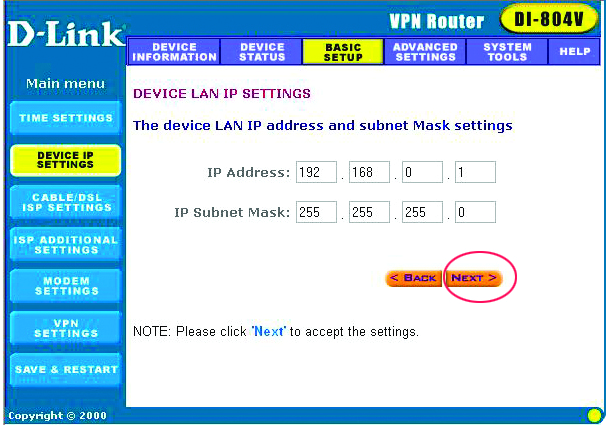 D-Link
VPN Router
DI-804V
DEVICE INFORMATION
DEVICE STATUS
BASIC SETUP
ADVANCED SETTINGS
SYSTEM TOOLS
HELP
Main menu
TIME SETTINGS
DEVICE IP SETTINGS
CABLE/DSL ISP SETTINGS
ISP ADDITIONAL SETTINGS
MODEM SETTINGS
VPN SETTINGS
SAVE & RESTART
DEVICE LAN IP SETTINGS
The device LAN IP address and subnet Mask settings
IP Address: 192 . 168 . 0 . 1
IP Subnet Mask: 255 . 255 . 255 . 0
< BACK NEXT >
NOTE: Please click 'Next' to accept the settings.
Copyright © 2000